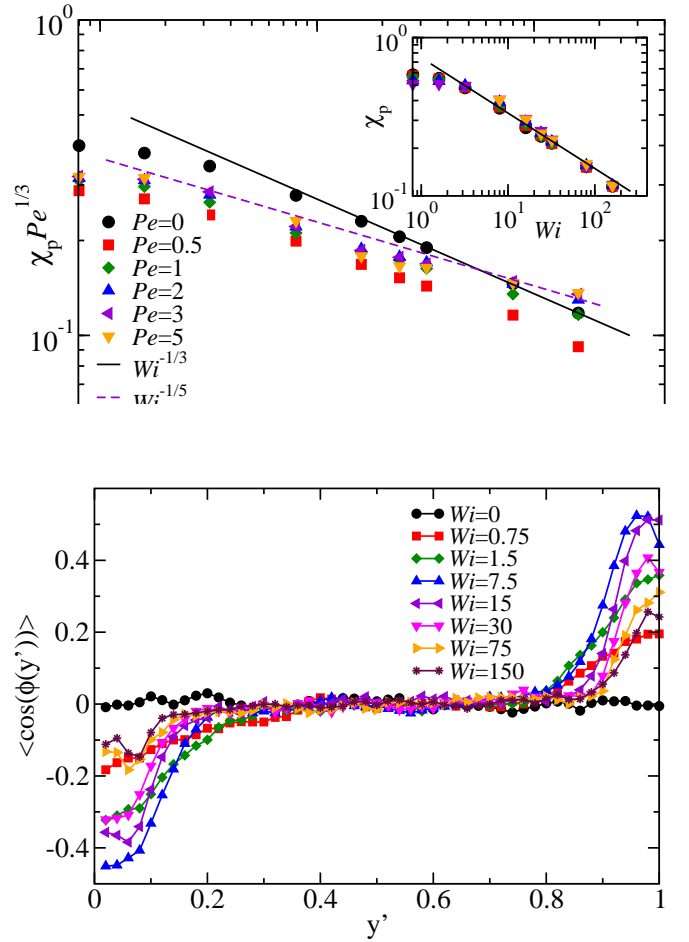 10^0
χ_p Pe^{1/3}
10^{-1}
Pe=0
Pe=0.5
Pe=1
Pe=2
Pe=3
Pe=5
Wi^{-1/3}
Wi^{-1/5}
10^0
χ_p
10^{-1}
10^0 10^1 10^2
Wi
<cos(φ(y'))>
0.4
0.2
0
-0.2
-0.4
Wi=0
Wi=0.75
Wi=1.5
Wi=7.5
Wi=15
Wi=30
Wi=75
Wi=150
0 0.2 0.4 0.6 0.8 1
y'